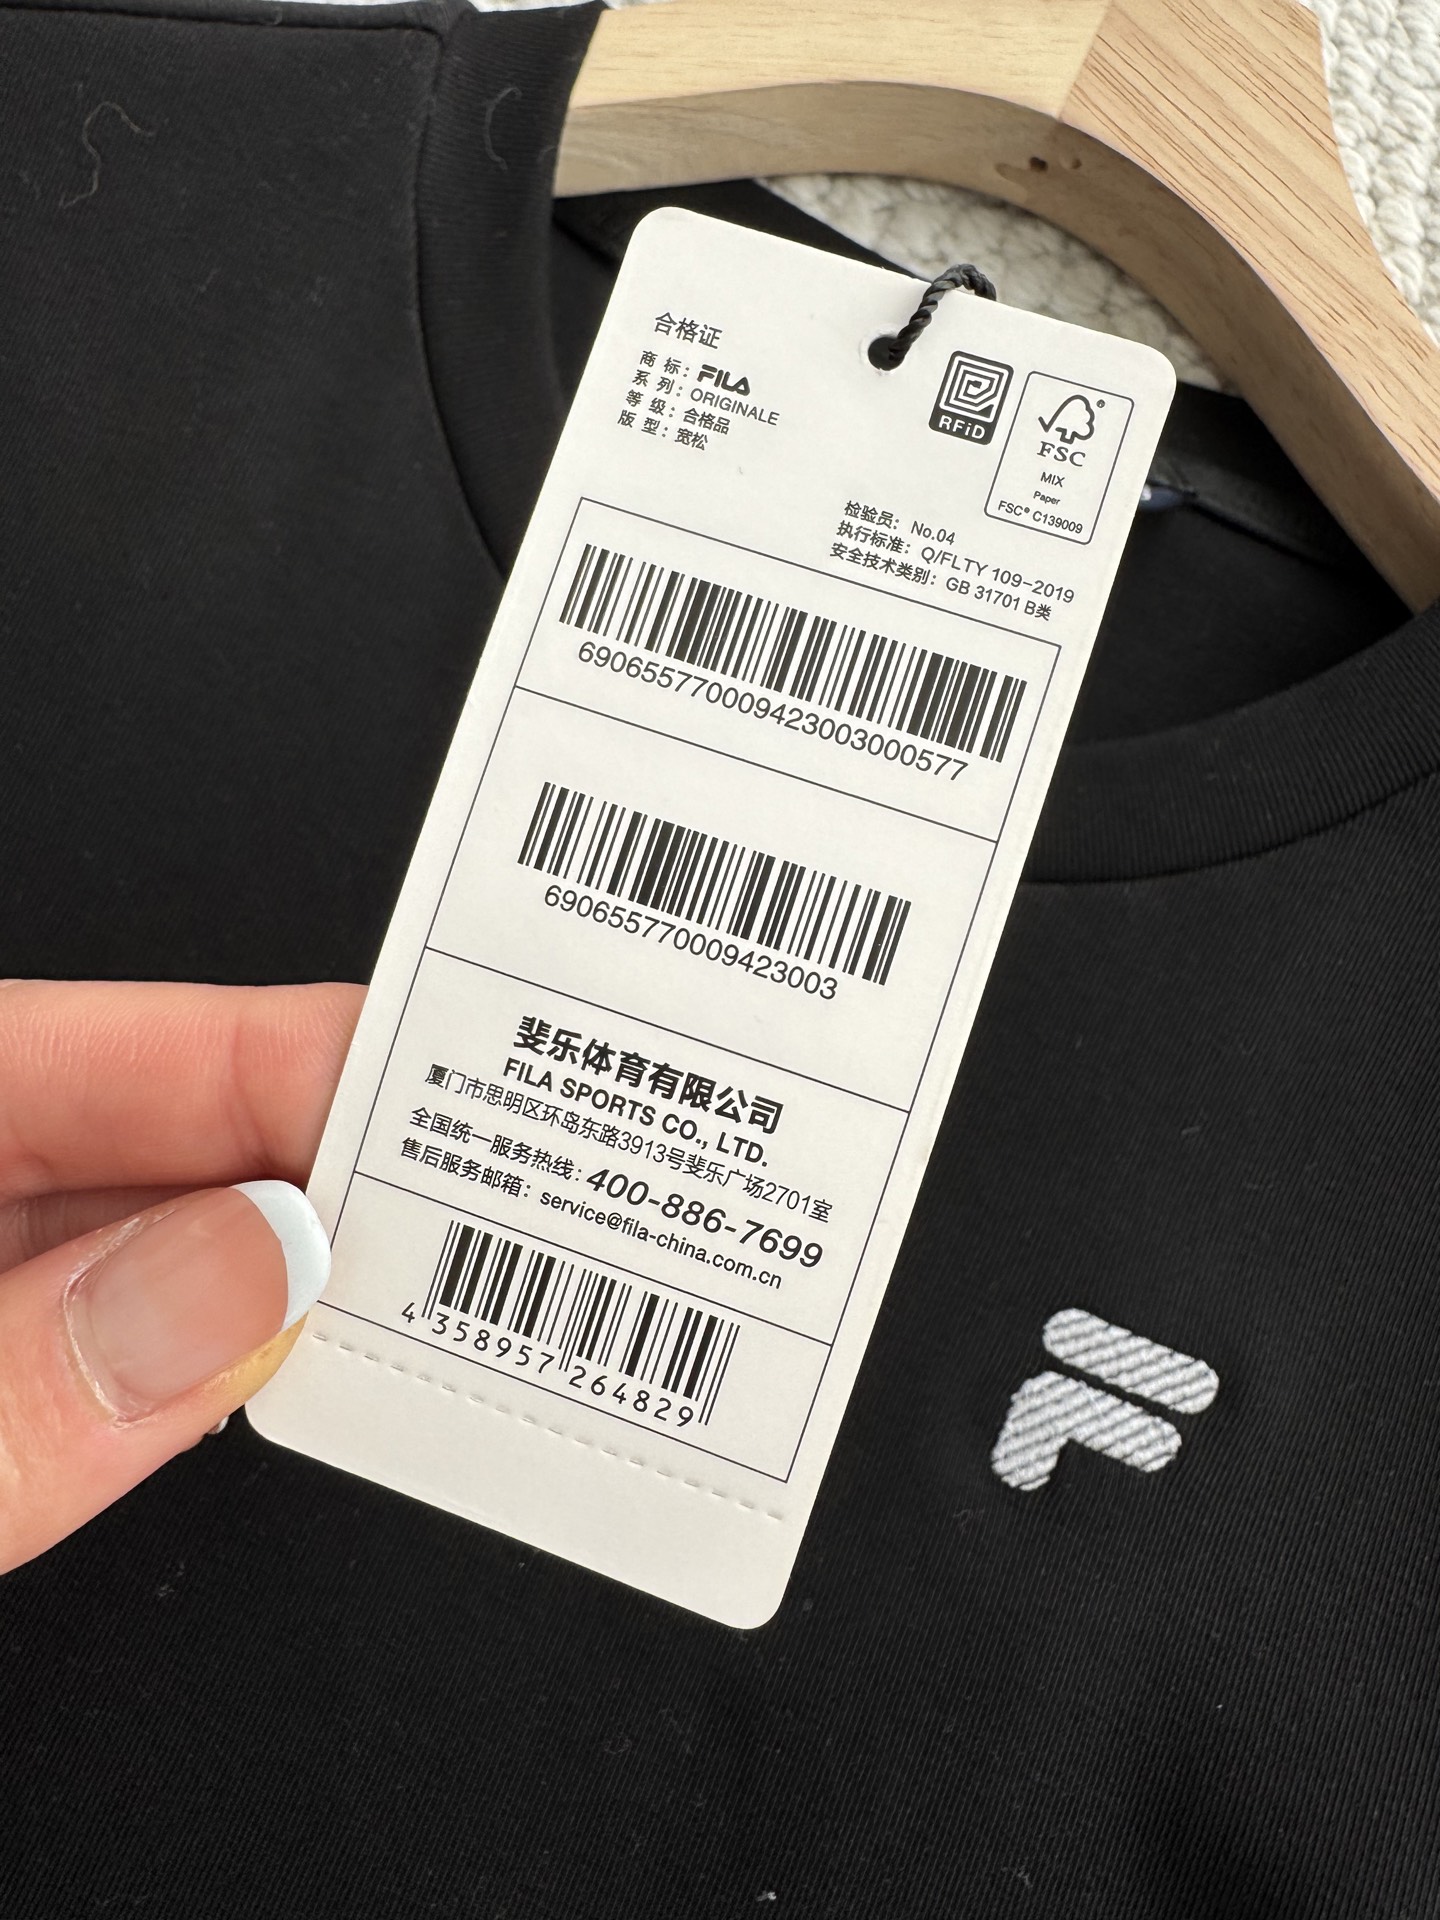 合格证
商 标：FILA
系 列：ORIGINALE
等 级：合格品
版 型：宽松
RFiD
FSC®
MIX
Paper
FSC® C139009
检验员：No.04
执行标准：Q/FLTY 109-2019
安全技术类别：GB 31701 B类
690655770009423003000577
690655770009423003
斐乐体育有限公司
FILA SPORTS CO., LTD.
厦门市思明区环岛东路3913号斐乐广场2701室
全国统一服务热线：400-886-7699
售后服务邮箱：service@fila-china.com.cn
4 358957 264829
F